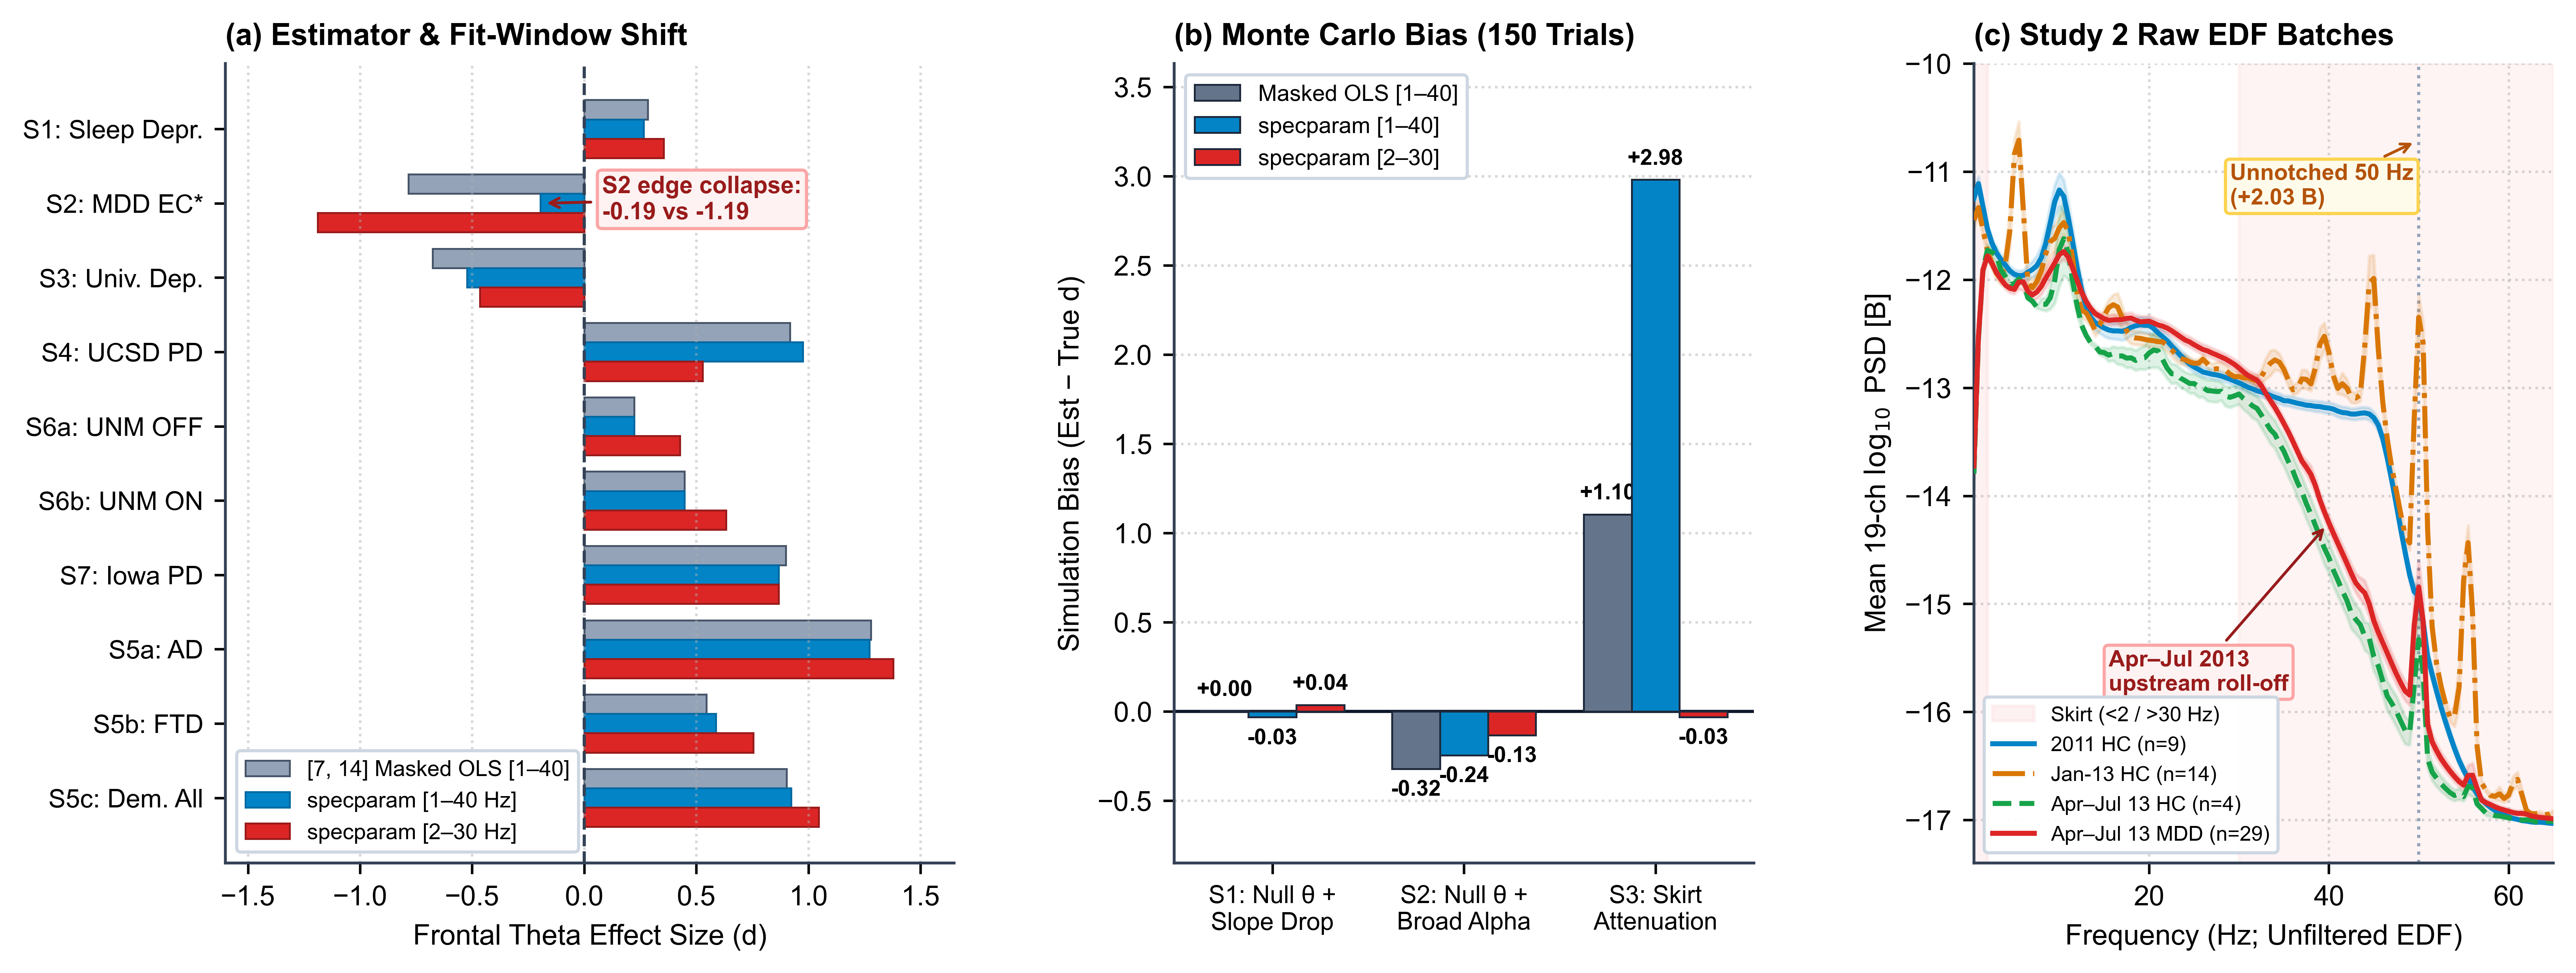 (a) Estimator & Fit-Window Shift
S1: Sleep Depr.
S2: MDD EC*
S3: Univ. Dep.
S4: UCSD PD
S6a: UNM OFF
S6b: UNM ON
S7: Iowa PD
S5a: AD
S5b: FTD
S5c: Dem. All
S2 edge collapse:
-0.19 vs -1.19
[7, 14] Masked OLS [1–40]
specparam [1–40 Hz]
specparam [2–30 Hz]
−1.5 −1.0 −0.5 0.0 0.5 1.0 1.5
Frontal Theta Effect Size (d)
(b) Monte Carlo Bias (150 Trials)
Simulation Bias (Est − True d)
3.5
3.0
2.5
2.0
1.5
1.0
0.5
0.0
−0.5
Masked OLS [1–40]
specparam [1–40]
specparam [2–30]
+0.00
-0.03
+0.04
-0.32
-0.24
-0.13
+1.10
+2.98
-0.03
S1: Null θ +
Slope Drop
S2: Null θ +
Broad Alpha
S3: Skirt
Attenuation
(c) Study 2 Raw EDF Batches
Mean 19-ch log10 PSD [B]
−10
−11
−12
−13
−14
−15
−16
−17
Unnotched 50 Hz
(+2.03 B)
Apr–Jul 2013
upstream roll-off
Skirt (<2 / >30 Hz)
2011 HC (n=9)
Jan-13 HC (n=14)
Apr–Jul 13 HC (n=4)
Apr–Jul 13 MDD (n=29)
20 40 60
Frequency (Hz; Unfiltered EDF)